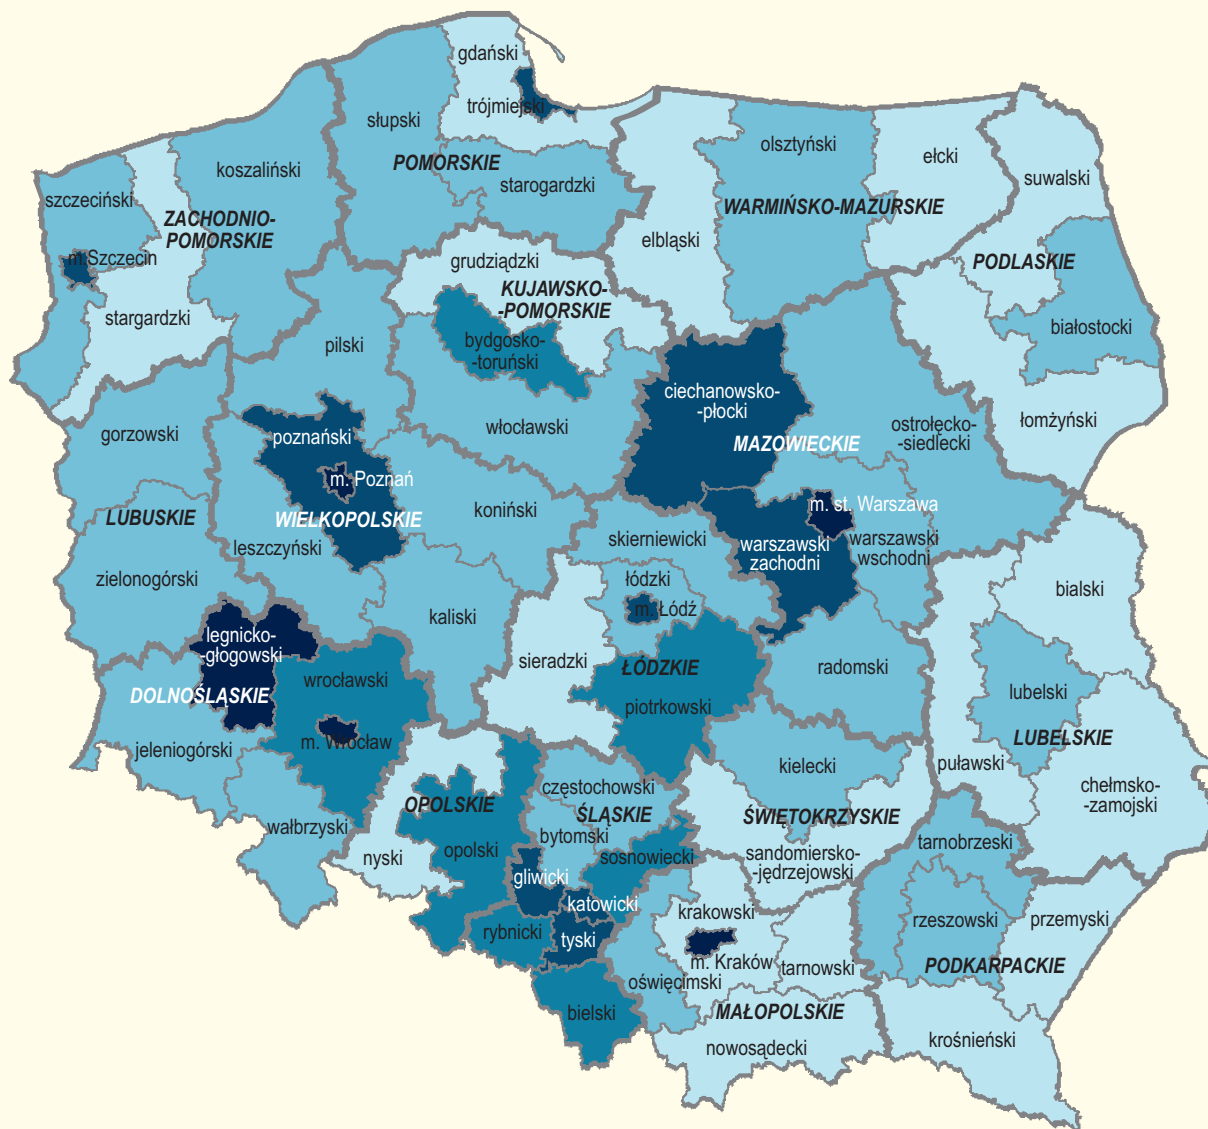 gdański
trójmiejski
słupski
POMORSKIE
starogardzki
koszaliński
szczeciński
ZACHODNIO-
-POMORSKIE
m.Szczecin
stargardzki
olsztyński
ełcki
WARMIŃSKO-MAZURSKIE
elbląski
suwalski
PODLASKIE
białostocki
łomżyński
grudziądzki
KUJAWSKO-
-POMORSKIE
bydgosko-
-toruński
włocławski
pilski
poznański
m. Poznań
WIELKOPOLSKIE
koniński
leszczyński
kaliski
gorzowski
LUBUSKIE
zielonogórski
ciechanowsko-
-płocki
MAZOWIECKIE
ostrołęcko-
-siedlecki
m. st. Warszawa
warszawski
zachodni
warszawski
wschodni
radomski
skierniewicki
łódzki
m. Łódź
sieradzki
ŁÓDZKIE
piotrkowski
legnicko-
-głogowski
wrocławski
DOLNOŚLĄSKIE
m. Wrocław
jeleniogórski
wałbrzyski
OPOLSKIE
nyski
opolski
częstochowski
ŚLĄSKIE
bytomski
sosnowiecki
gliwicki
katowicki
rybnicki
tyski
bielski
kielecki
ŚWIĘTOKRZYSKIE
sandomiersko-
-jędrzejowski
bialski
lubelski
LUBELSKIE
puławski
chełmsko-
-zamojski
krakowski
m. Kraków
tarnowski
oświęcimski
MAŁOPOLSKIE
nowosądecki
tarnobrzeski
rzeszowski
przemyski
PODKARPACKIE
krośnieński